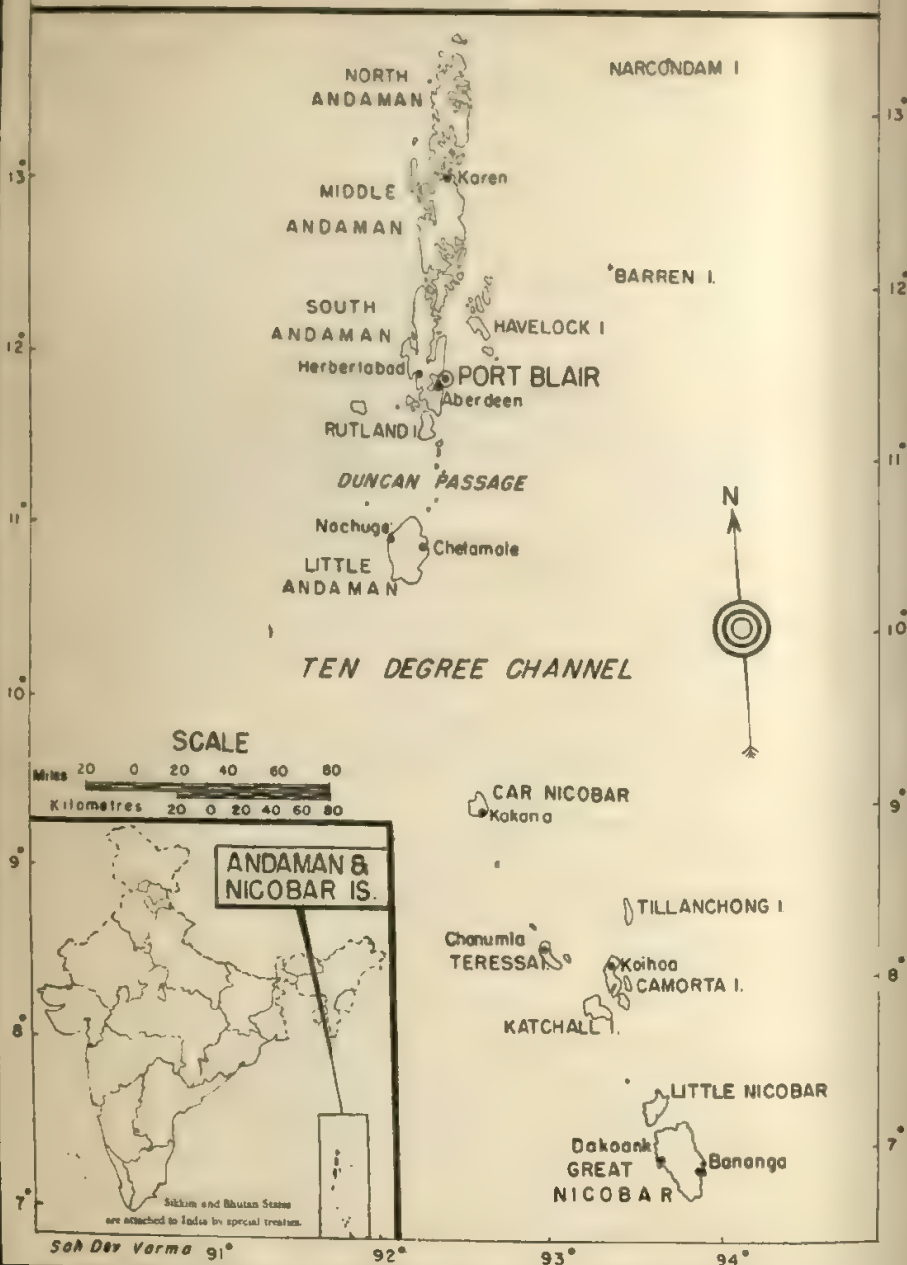 NORTH
ANDAMAN
NARCONDAM I
13°
13°
Karen
MIDDLE
ANDAMAN
BARREN I.
12°
SOUTH
ANDAMAN
HAVELOCK I
12°
Herbertabad
PORT BLAIR
Aberdeen
RUTLAND I.
11°
DUNCAN PASSAGE
N
11°
Nachuge
Chetamale
LITTLE
ANDAMAN
10°
TEN DEGREE CHANNEL
10°
SCALE
Miles 20 0 20 40 60 80
Kilometres 20 0 20 40 60 80
CAR NICOBAR
Kakana
9°
9°
ANDAMAN &
NICOBAR IS.
TILLANCHONG I.
Chanumla
TERESSA I.
Koihoa
CAMORTA I.
8°
8°
KATCHALL I.
LITTLE NICOBAR
Dakoank
GREAT
NICOBAR
Bananga
7°
7°
Sikkim and Bhutan States
are attached to India by special treaties.
Sah Dev Varma
91°
92°
93°
94°